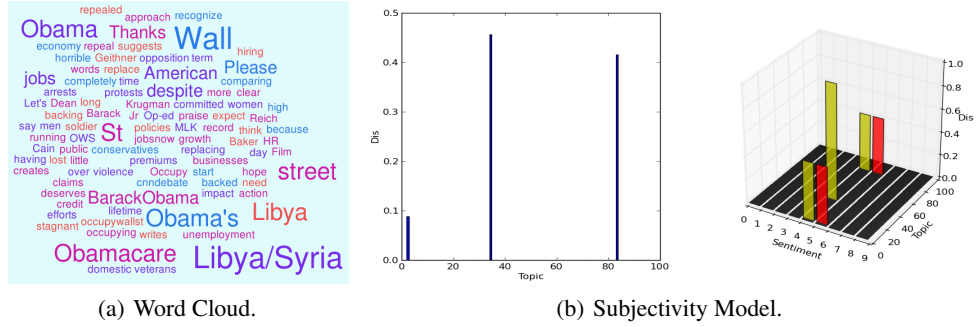 repealed
approach recognize
Obama Thanks Wall
economy repeal suggests hiring
horrible Geithner opposition term
words replace American Please
jobs completely time comparing
arrests protests despite more clear
Let's Dean long Krugman committed women high
backing Barack Jr Op-ed praise expect Reich
say men soldier St policies MLK record think because
running OWS jobsnow growth Baker HR
Cain public conservatives replacing day Film
having lost little premiums businesses
creates over violence Occupy start hope street
claims cnndebate backed need
deserves BarackObama impact action
credit lifetime Obama's Libya
efforts occupywallst
stagnant occupying writes unemployment
Obamacare Libya/Syria
domestic veterans
0.5
0.4
0.3
0.2
0.1
0.0
Dis
0 20 40 60 80 100
Topic
1.0
0.8
0.6
0.4
0.2
0.0
Dis
0 1 2 3 4 5 6 7 8 9
Sentiment
0 20 40 60 80 100
Topic
(a) Word Cloud.
(b) Subjectivity Model.